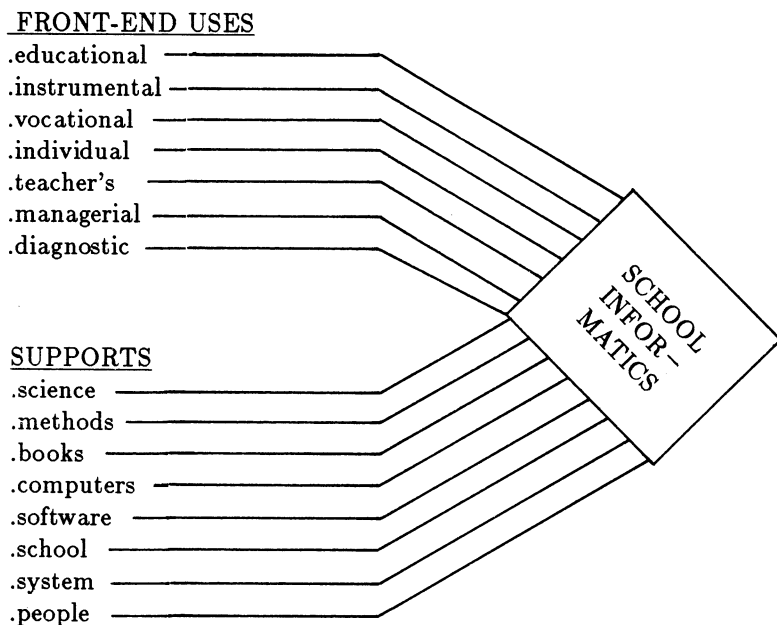 FRONT-END USES
.educational
.instrumental
.vocational
.individual
.teacher's
.managerial
.diagnostic
SUPPORTS
.science
.methods
.books
.computers
.software
.school
.system
.people
SCHOOL
INFOR-
MATICS